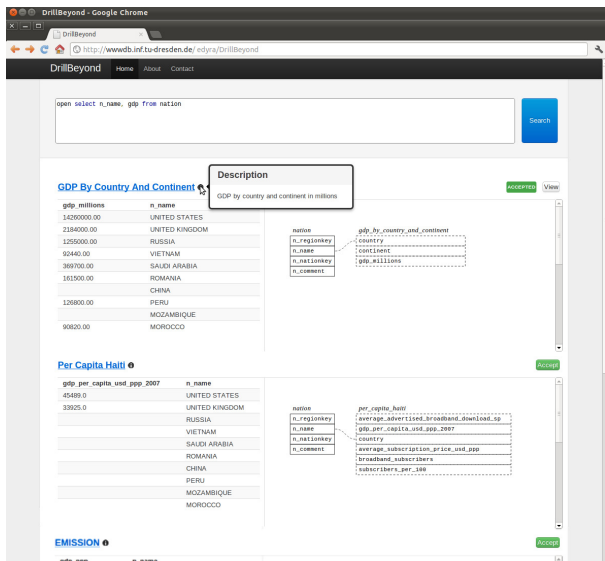 DrillBeyond - Google Chrome
DrillBeyond
http://wwwdb.inf.tu-dresden.de/edyra/DrillBeyond
DrillBeyond Home About Contact
open select n_name, gdp from nation
Search
Description
GDP by country and continent in millions
GDP By Country And Continent
ACCEPTED View
gdp_millions n_name
14260000.00 UNITED STATES
2184000.00 UNITED KINGDOM
1255000.00 RUSSIA
92440.00 VIETNAM
369700.00 SAUDI ARABIA
161500.00 ROMANIA
CHINA
126800.00 PERU
MOZAMBIQUE
90820.00 MOROCCO
nation gdp_by_country_and_continent
n_regionkey country
n_name continent
n_nationkey gdp_millions
n_comment
Per Capita Haiti
Accept
gdp_per_capita_usd_ppp_2007 n_name
45489.0 UNITED STATES
33925.0 UNITED KINGDOM
RUSSIA
VIETNAM
SAUDI ARABIA
ROMANIA
CHINA
PERU
MOZAMBIQUE
MOROCCO
nation per_capita_haiti
n_regionkey average_advertised_broadband_download_sp
n_name gdp_per_capita_usd_ppp_2007
n_nationkey country
n_comment average_subscription_price_usd_ppp
broadband_subscribers
subscribers_per_100
EMISSION
Accept
n_name